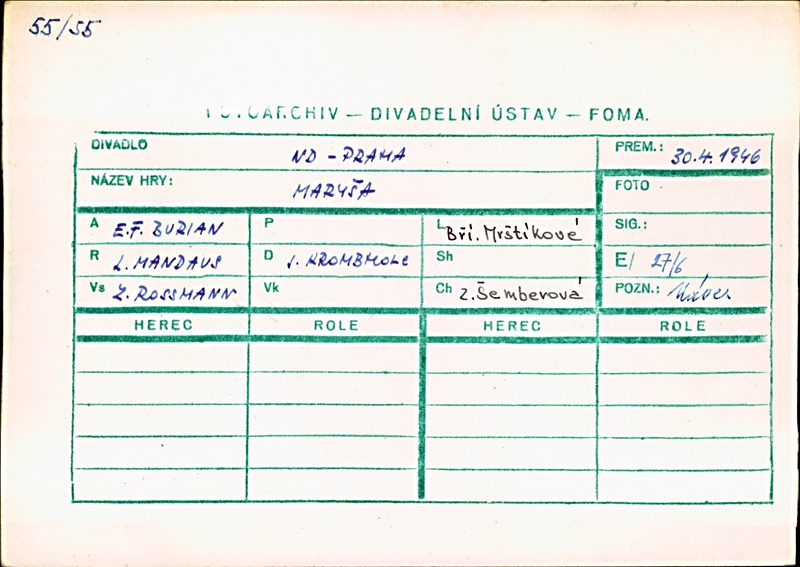 55/55
FOTOARCHIV — DIVADELNÍ ÚSTAV — FOMA.
DIVADLO ND - PRAHA PREM.: 30.4.1946
NÁZEV HRY: MARYŠA FOTO
A E.F. BURIAN P L Bří. Mrštíkové SIG.:
R L. MANDAUS D J. KROMBHOLC Sh E/ 27/6
Vs Z. ROSSMANN Vk Ch Z. Šemberová POZN.:
HEREC ROLE HEREC ROLE